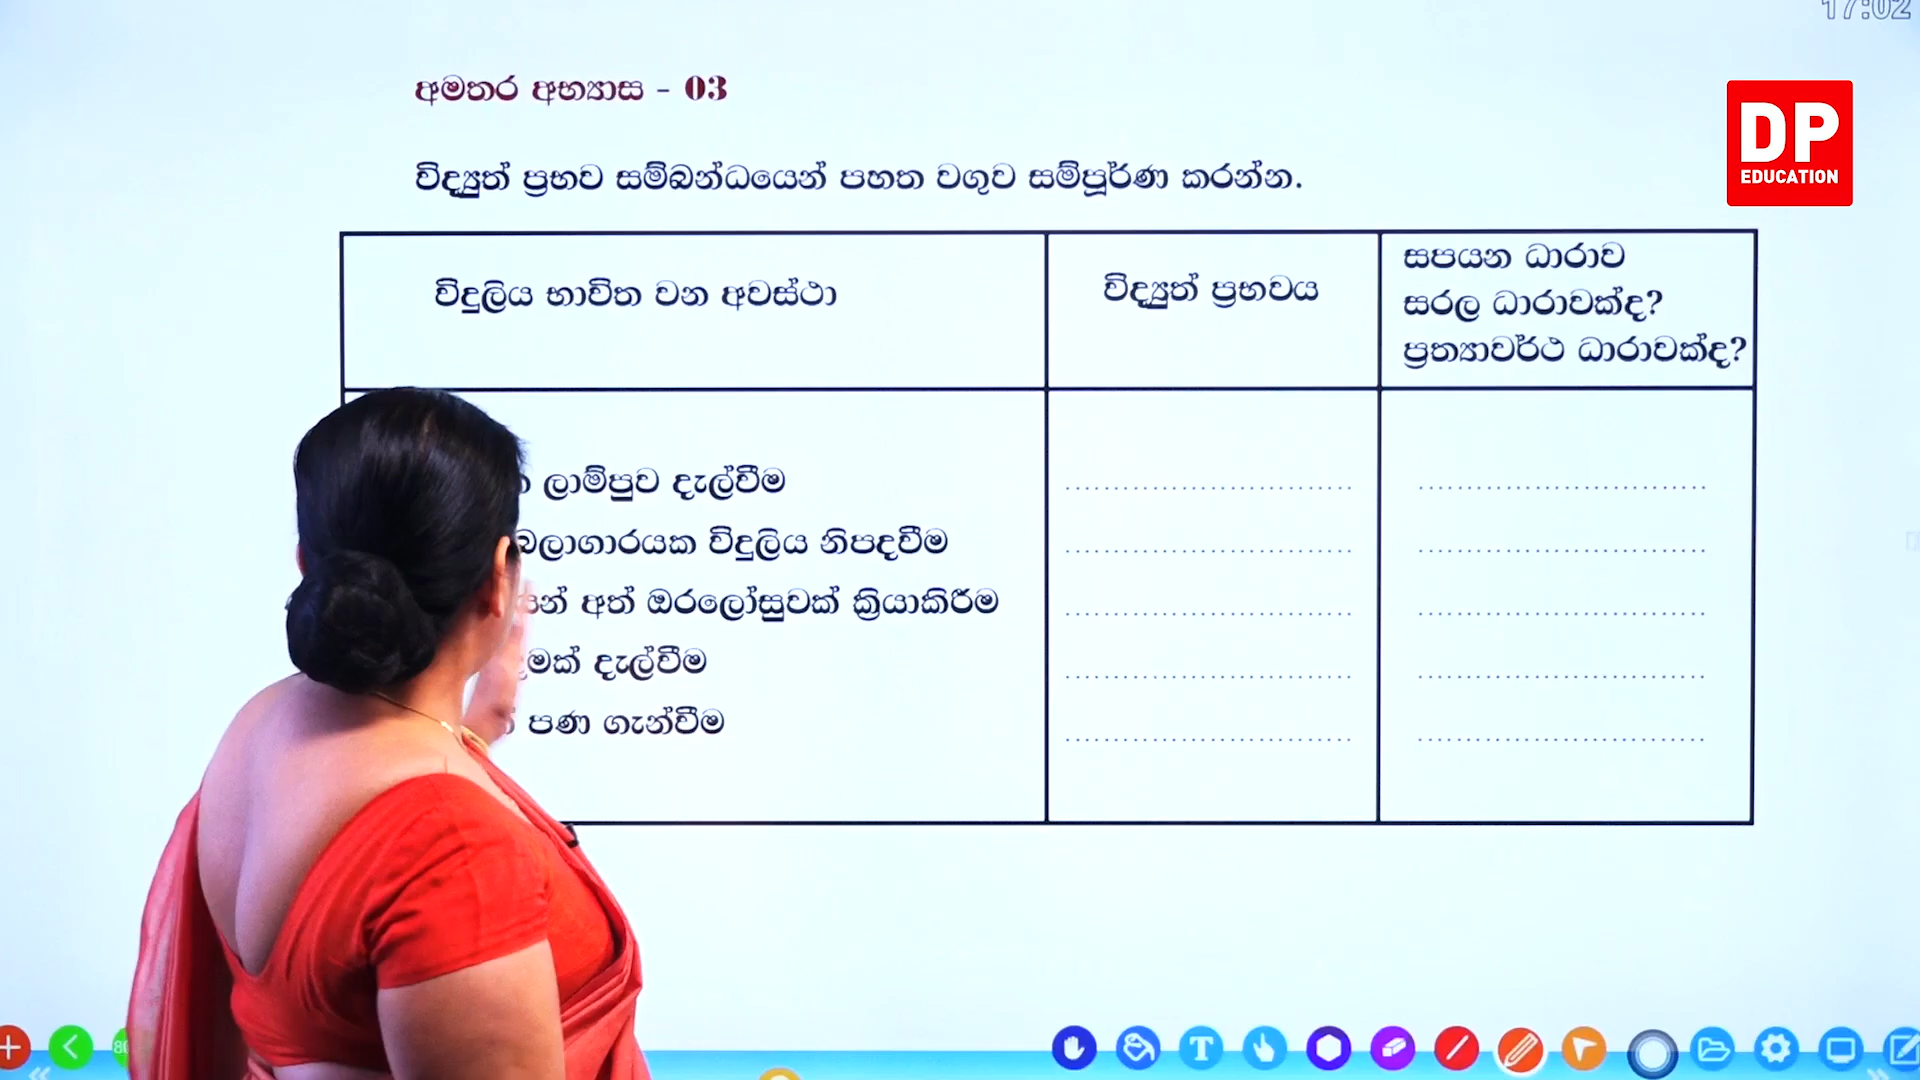 17:02
අමතර අභ්‍යාස - 03
DP
EDUCATION
විද්‍යුත් ප්‍රභව සම්බන්ධයෙන් පහත වගුව සම්පූර්ණ කරන්න.
විදුලිය භාවිත වන අවස්ථා
විද්‍යුත් ප්‍රභවය
සපයන ධාරාව
සරල ධාරාවක්ද?
ප්‍රත්‍යාවර්ථ ධාරාවක්ද?
ලාම්පුව දැල්වීම
බලාගාරයක විදුලිය නිපදවීම
අත් ඔරලෝසුවක් ක්‍රියාකිරීම
දැල්වීම
පණ ගැන්වීම